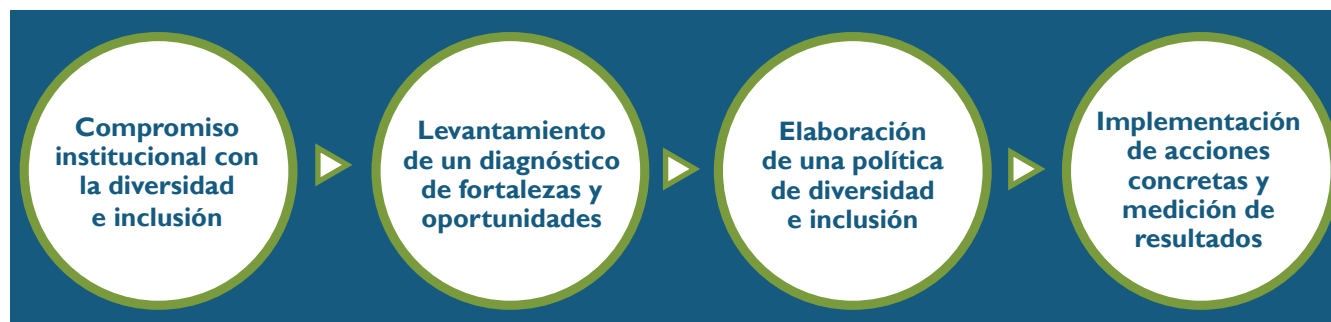 Compromiso
institucional con
la diversidad
e inclusión
Levantamiento
de un diagnóstico
de fortalezas y
oportunidades
Elaboración
de una política
de diversidad
e inclusión
Implementación
de acciones
concretas y
medición de
resultados